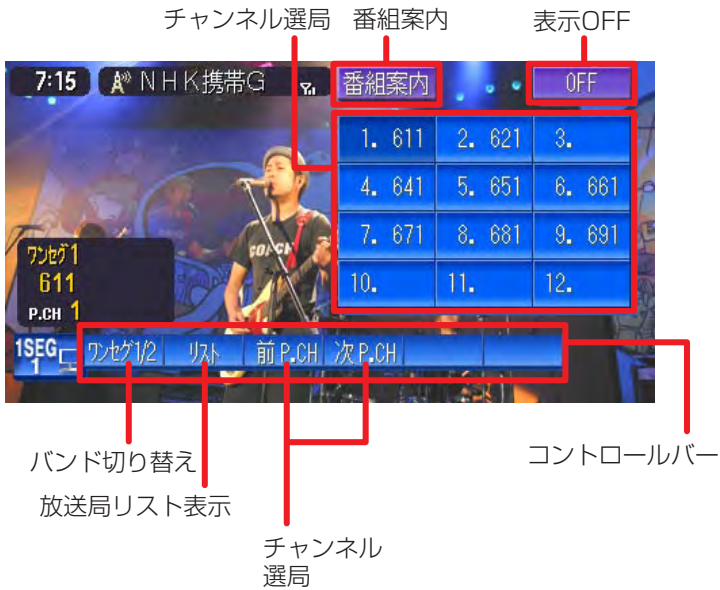 チャンネル選局 番組案内 表示OFF
7:15 NHK携帯G 番組案内 OFF
1. 611 2. 621 3.
4. 641 5. 651 6. 661
7. 671 8. 681 9. 691
10. 11. 12.
ワンセグ1
611
P.CH 1
1SEG
1
ワンセグ1/2 リスト 前P.CH 次P.CH
バンド切り替え
コントロールバー
放送局リスト表示
チャンネル
選局